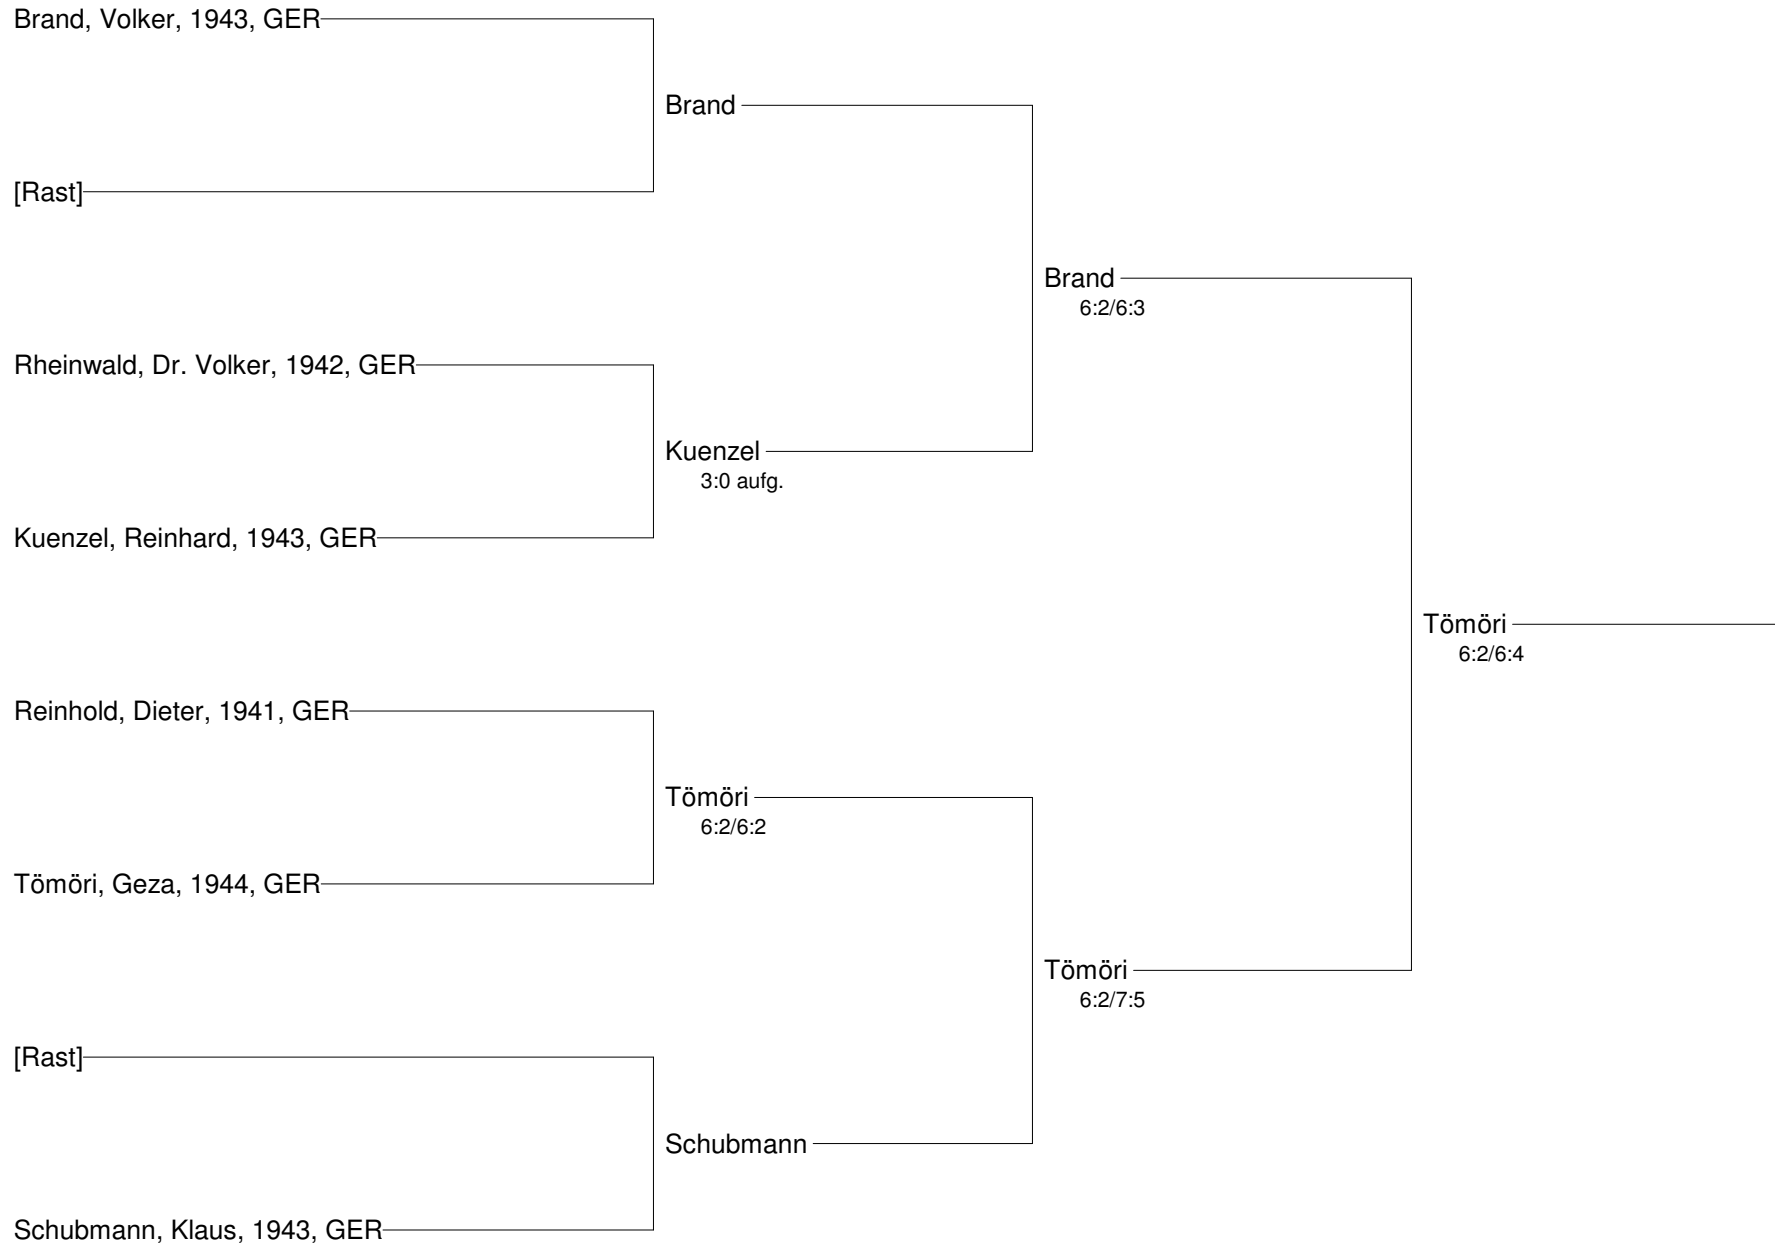 Brand, Volker, 1943, GER
Brand
[Rast]
Brand
6:2/6:3
Rheinwald, Dr. Volker, 1942, GER
Kuenzel
3:0 aufg.
Kuenzel, Reinhard, 1943, GER
Tömöri
6:2/6:4
Reinhold, Dieter, 1941, GER
Tömöri
6:2/6:2
Tömöri, Geza, 1944, GER
Tömöri
6:2/7:5
[Rast]
Schubmann
Schubmann, Klaus, 1943, GER